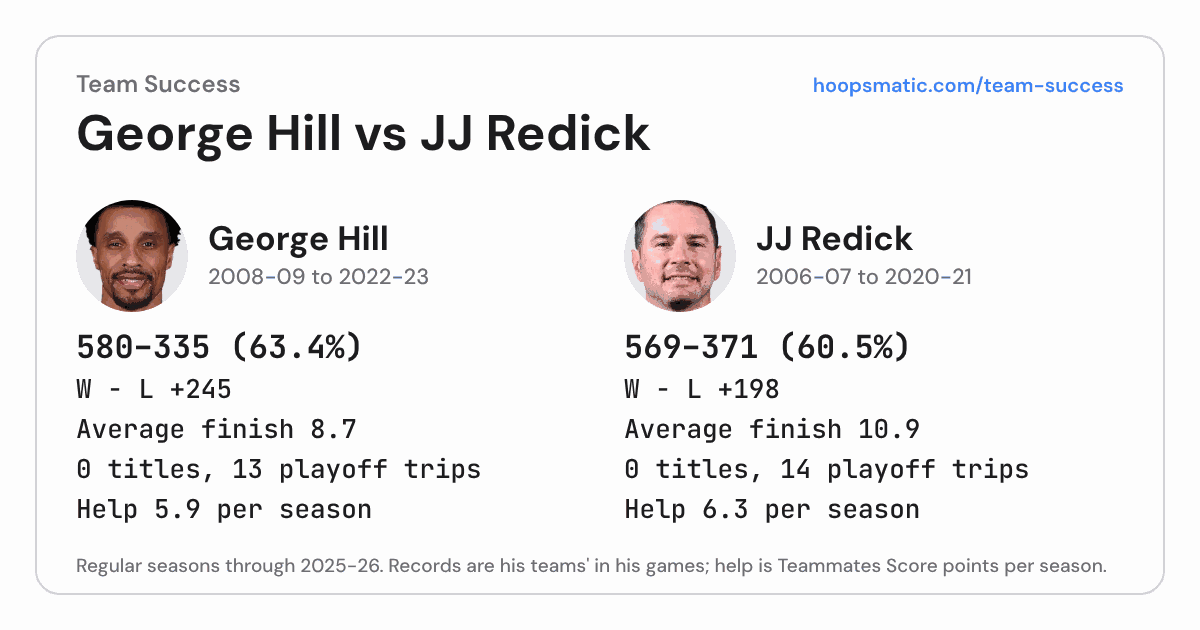 Team Success
hoopsmatic.com/team-success
George Hill vs JJ Redick
George Hill
2008-09 to 2022-23
580-335 (63.4%)
W - L +245
Average finish 8.7
0 titles, 13 playoff trips
Help 5.9 per season
JJ Redick
2006-07 to 2020-21
569-371 (60.5%)
W - L +198
Average finish 10.9
0 titles, 14 playoff trips
Help 6.3 per season
Regular seasons through 2025-26. Records are his teams' in his games; help is Teammates Score points per season.